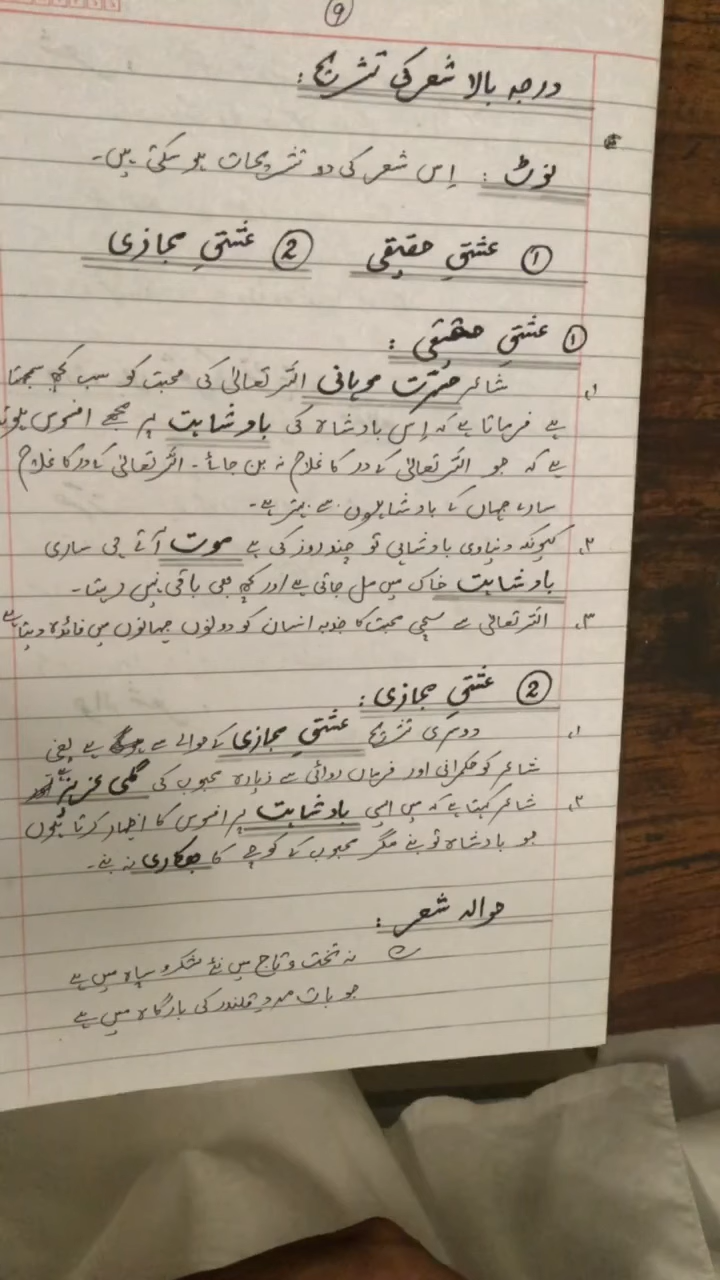 ۹
درجہ بالا شعر کی تشریح :
نوٹ : اِس شعر کی دو تشریحات ہو سکتی ہیں۔
① عشقِ حقیقی ② عشقِ مجازی
① عشقِ حقیقی :
۱۔ شاعر حسرت موہانی اللہ تعالیٰ کی محبت کو سب کچھ سمجھتا
ہے فرماتا ہے کہ اِس بادشاہ کی بادشاہت پر مجھے افسوس ہوتا
ہے کہ جو اللہ تعالیٰ کے در کا غلام نہ بن جائے۔ اللہ تعالیٰ کے در کا غلام
سارے جہاں کے بادشاہوں سے بہتر ہے۔
۲۔ کیونکہ دنیاوی بادشاہی تو چند روز کی ہے موت آتے ہی ساری
بادشاہت خاک میں مل جاتی ہے اور کچھ بھی باقی نہیں رہتا۔
۳۔ اللہ تعالیٰ سے سچی محبت کا جذبہ انسان کو دونوں جہانوں میں فائدہ دیتا ہے
② عشقِ مجازی :
۱۔ دوسری تشریح عشقِ مجازی کے حوالے سے ہے یعنی
شاعر کو حکمرانی اور فرماں روائی سے زیادہ محبوب کی گلی عزیز ہے
۲۔ شاعر کہتا ہے کہ میں ایسی بادشاہت پر افسوس کا اظہار کرتا ہوں
جو بادشاہ تو بنے مگر محبوب کے کوچے کا بھکاری نہ بنے۔
حوالہ شعر :
؎ نہ تخت و تاج میں نَے لشکر و سپاہ میں ہے
جو بات مردِ قلندر کی بارگاہ میں ہے